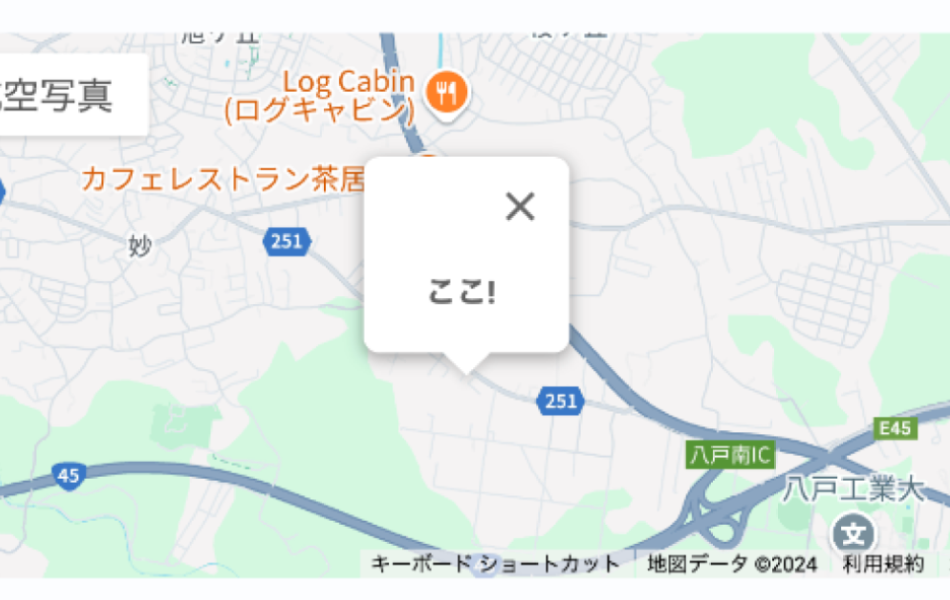 空写真
Log Cabin
(ログキャビン)
カフェレストラン茶居
251
妙
ここ!
251
E45
八戸南IC
45
八戸工業大
文
キーボード ショートカット
地図データ ©2024
利用規約